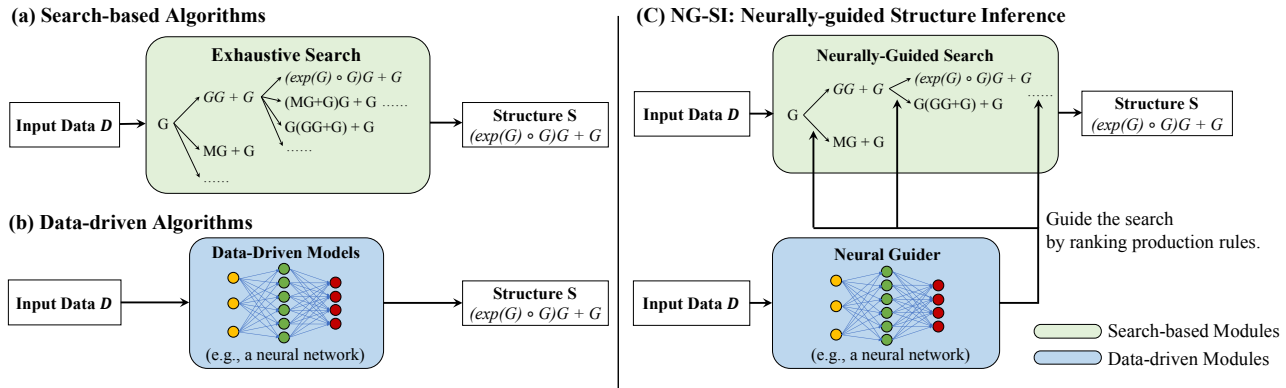 (a) Search-based Algorithms
Exhaustive Search
Input Data D
G
GG + G
MG + G
......
(exp(G) ∘ G)G + G
(MG+G)G + G ......
G(GG+G) + G
......
Structure S
(exp(G) ∘ G)G + G
(b) Data-driven Algorithms
Data-Driven Models
Input Data D
(e.g., a neural network)
Structure S
(exp(G) ∘ G)G + G
(C) NG-SI: Neurally-guided Structure Inference
Neurally-Guided Search
Input Data D
G
GG + G
MG + G
(exp(G) ∘ G)G + G
G(GG+G) + G
......
Structure S
(exp(G) ∘ G)G + G
Guide the search
by ranking production rules.
Neural Guider
Input Data D
(e.g., a neural network)
Search-based Modules
Data-driven Modules